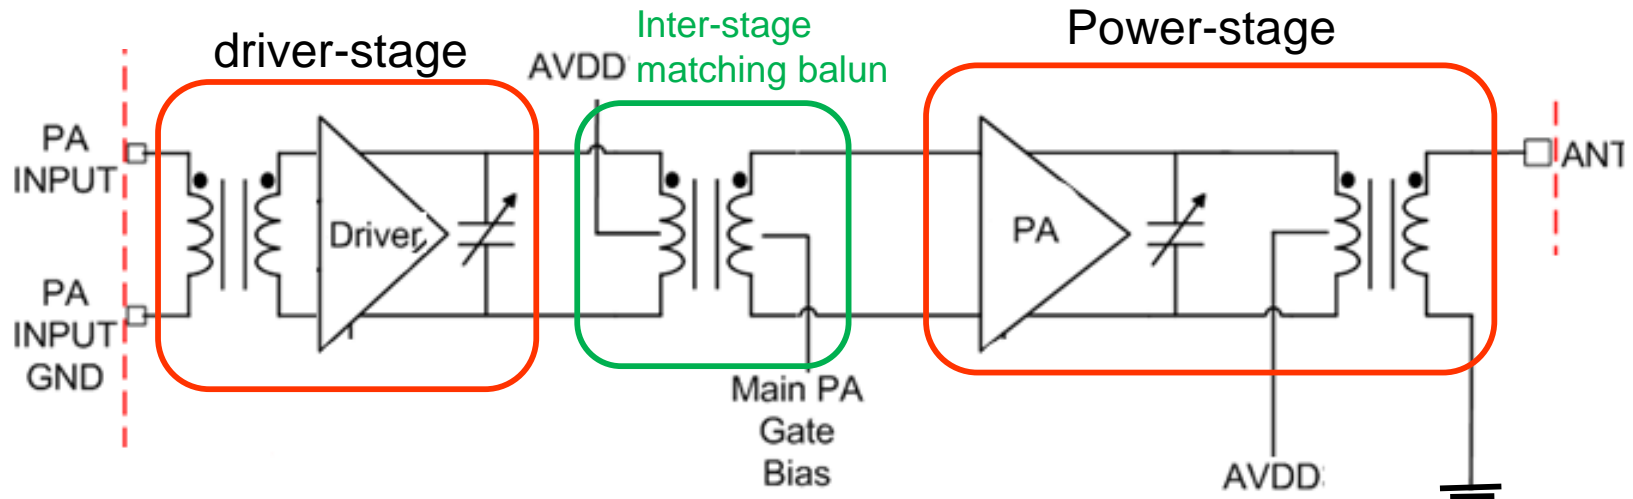 driver-stage
Inter-stage
matching balun
Power-stage
AVDD
PA
INPUT
PA
INPUT
GND
Driver
PA
ANT
Main PA
Gate
Bias
AVDD